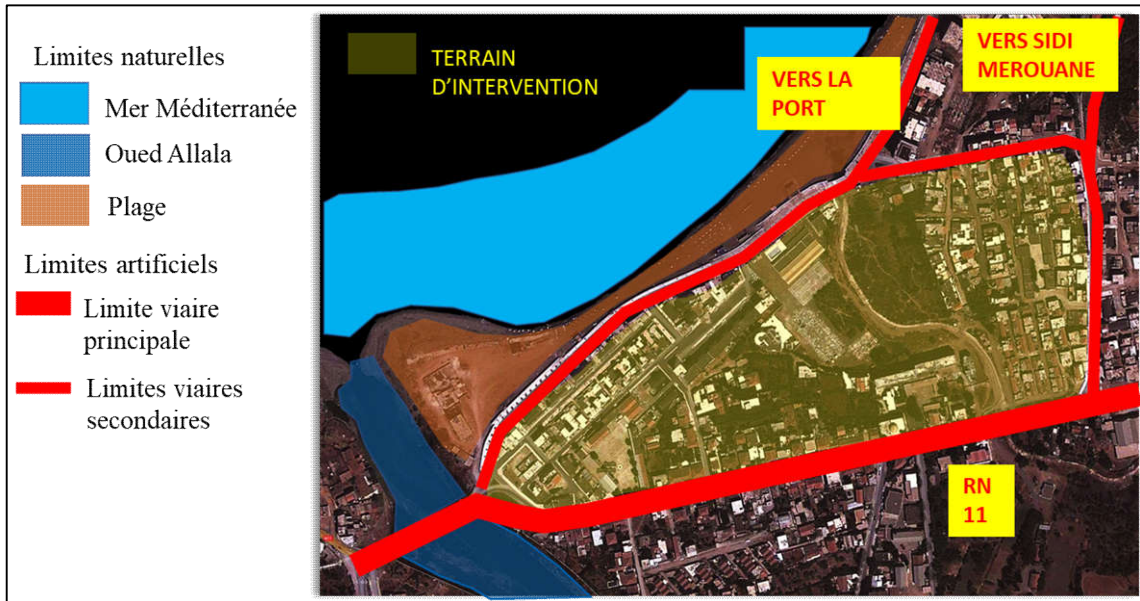 Limites naturelles
Mer Méditerranée
Oued Allala
Plage
Limites artificiels
Limite viaire
principale
Limites viaires
secondaires
TERRAIN
D'INTERVENTION
VERS LA
PORT
VERS SIDI
MEROUANE
RN
11